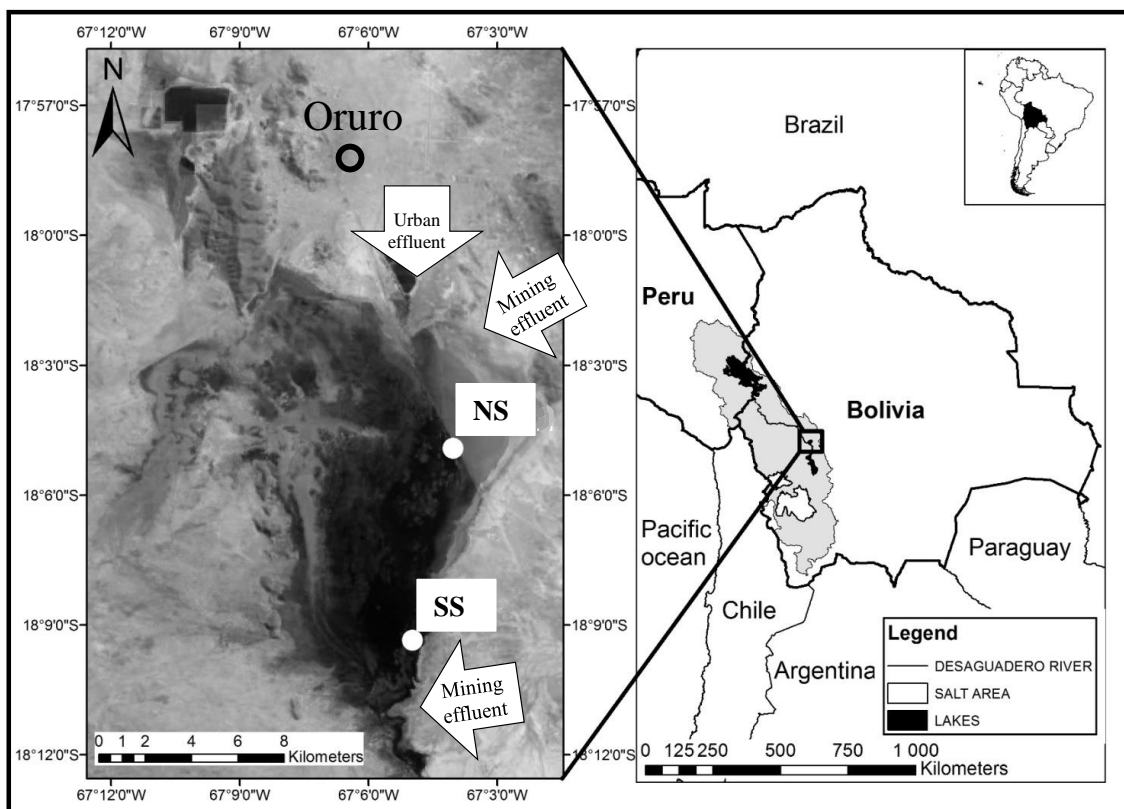 67°12'0"W 67°9'0"W 67°6'0"W 67°3'30"W
N
17°57'0"S
Oruro
Urban
effluent
18°0'0"S
18°0'0"S
Mining
effluent
18°3'0"S
18°3'0"S
NS
18°6'0"S
18°6'0"S
SS
18°9'0"S
18°9'0"S
Mining
effluent
0 1 2 4 6 8
Kilometers
18°12'0"S
18°12'0"S
67°12'0"W 67°9'0"W 67°6'0"W 67°3'30"W
17°57'0"S
Brazil
Peru
Bolivia
Pacific
ocean
Paraguay
Chile
Argentina
Legend
DESAGUADERO RIVER
SALT AREA
LAKES
0 125 250 500 750 1 000
Kilometers